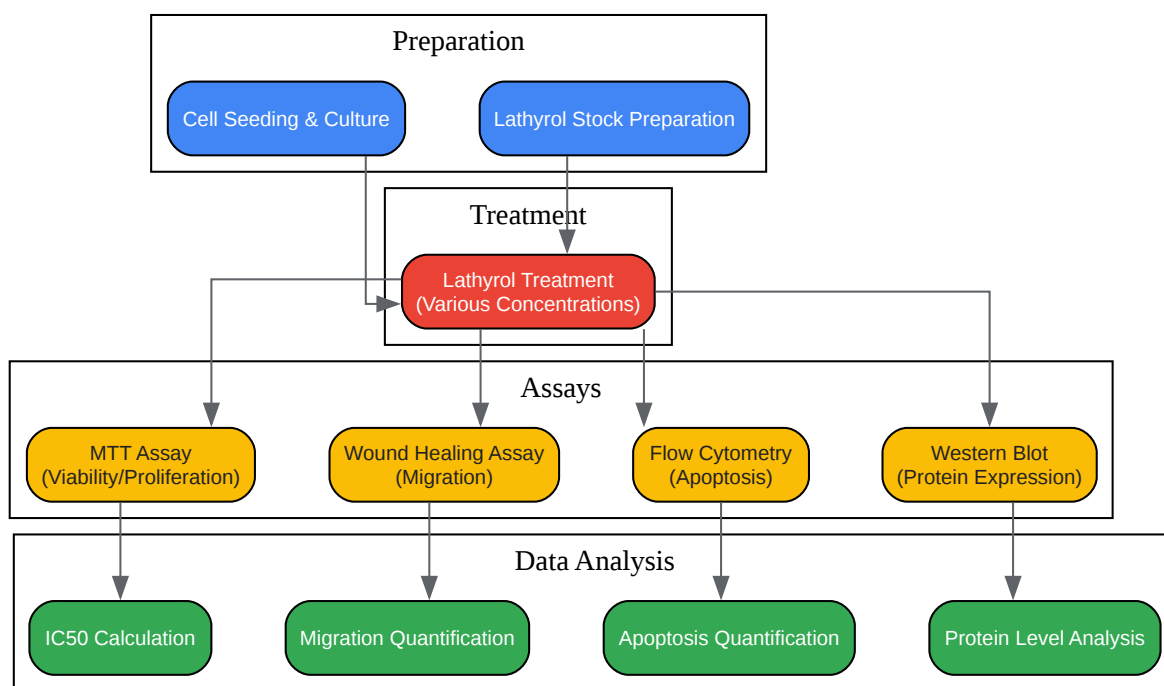 Preparation
Cell Seeding & Culture
Lathyrol Stock Preparation
Treatment
Lathyrol Treatment
(Various Concentrations)
Assays
MTT Assay
(Viability/Proliferation)
Wound Healing Assay
(Migration)
Flow Cytometry
(Apoptosis)
Western Blot
(Protein Expression)
Data Analysis
IC50 Calculation
Migration Quantification
Apoptosis Quantification
Protein Level Analysis